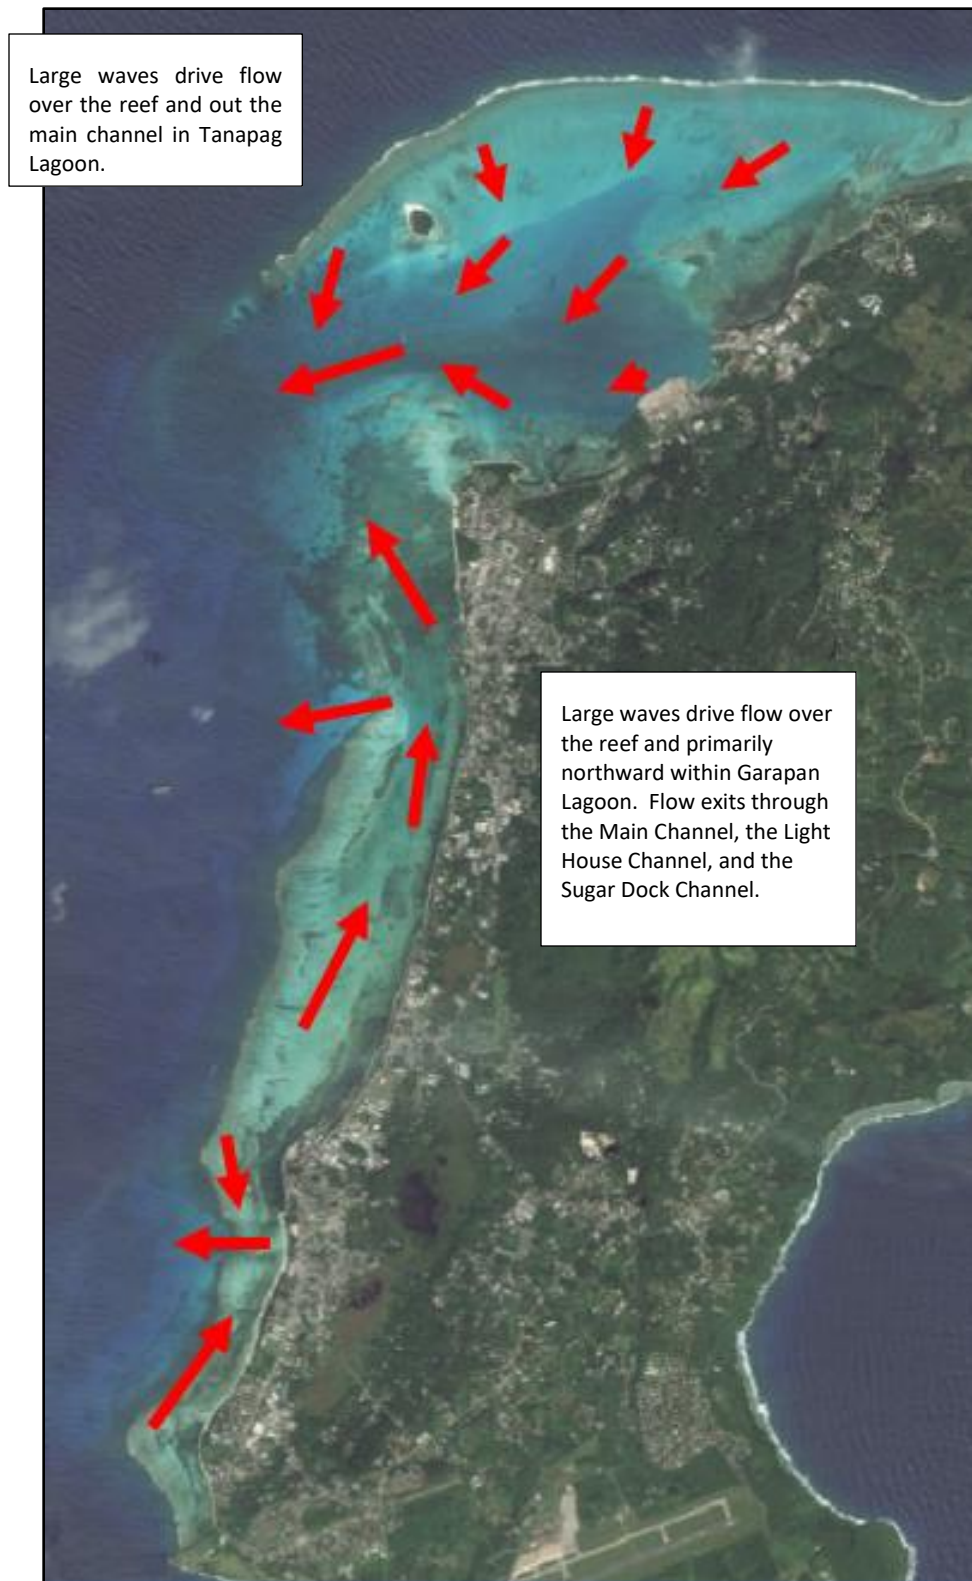 Large waves drive flow
over the reef and out the
main channel in Tanapag
Lagoon.
Large waves drive flow over
the reef and primarily
northward within Garapan
Lagoon. Flow exits through
the Main Channel, the Light
House Channel, and the
Sugar Dock Channel.